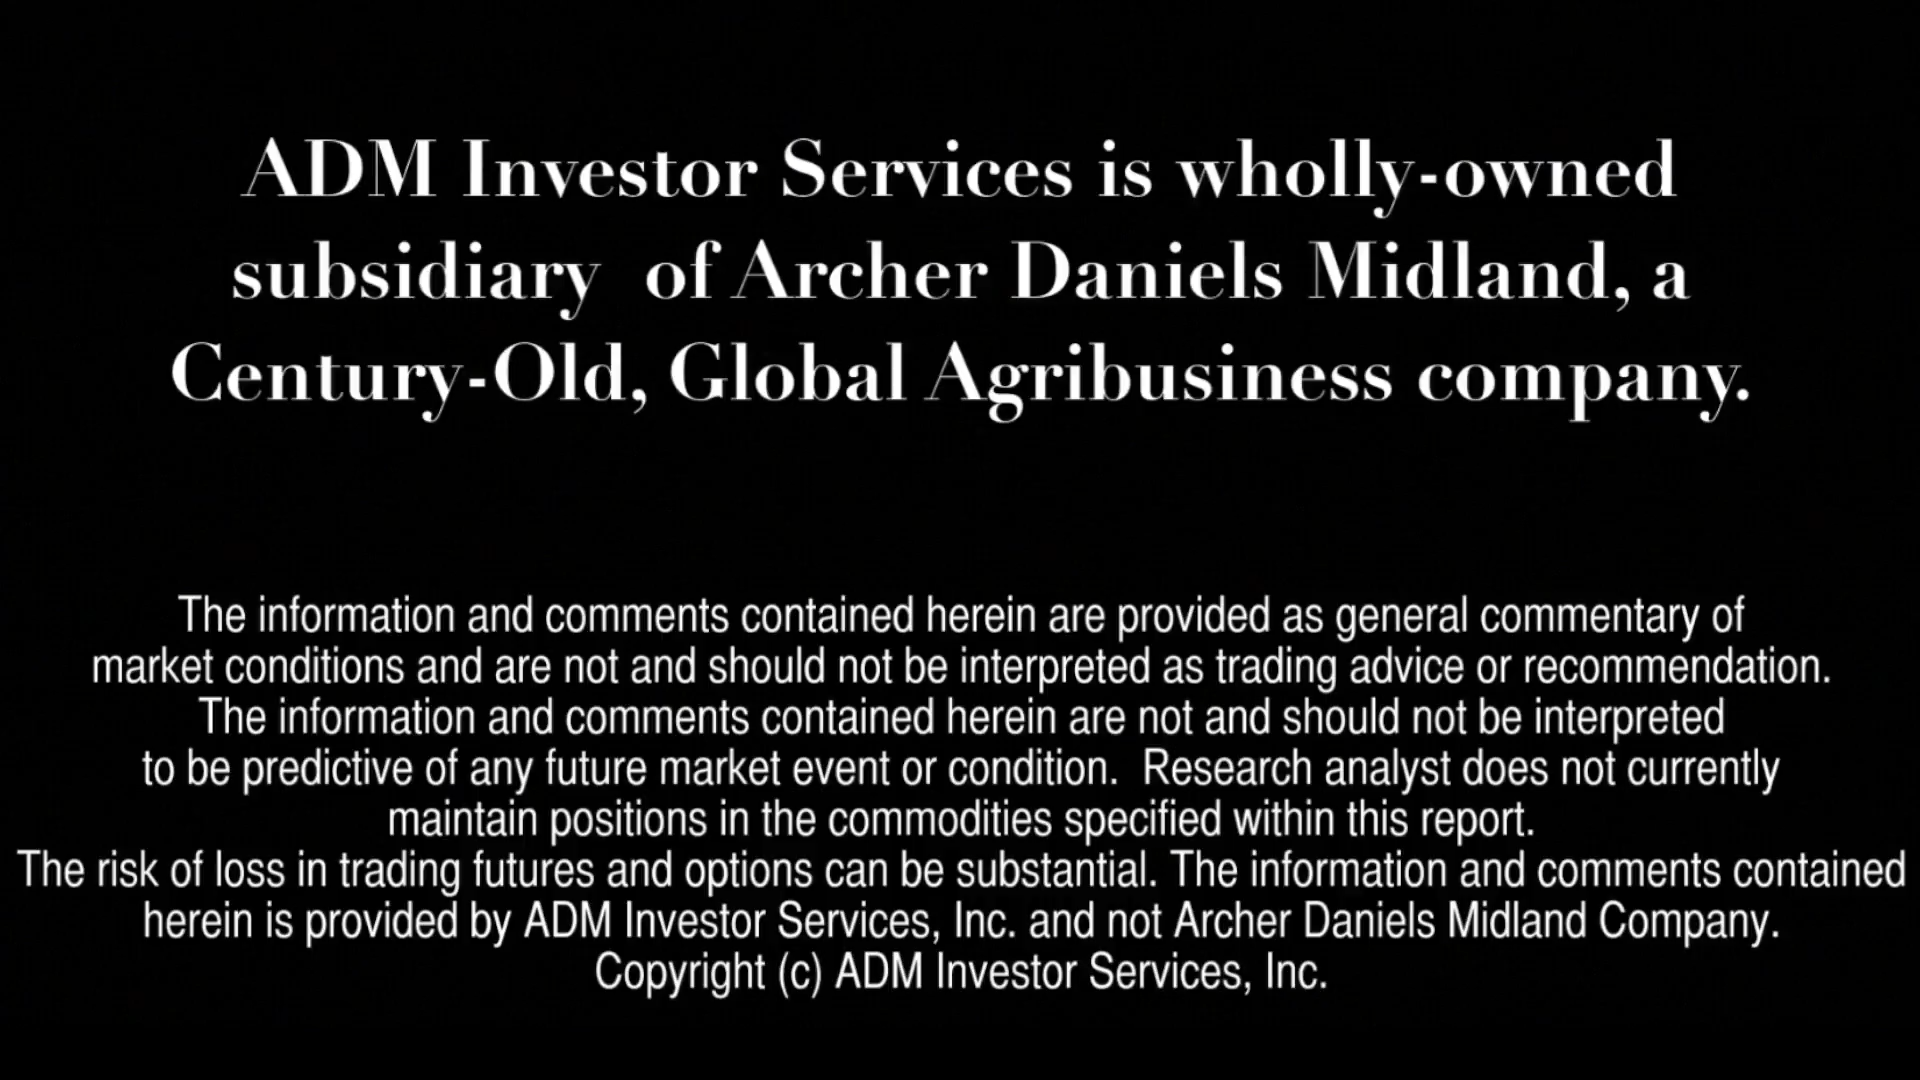 ADM Investor Services is wholly-owned
subsidiary  of Archer Daniels Midland, a
Century-Old, Global Agribusiness company.
The information and comments contained herein are provided as general commentary of
market conditions and are not and should not be interpreted as trading advice or recommendation.
The information and comments contained herein are not and should not be interpreted
to be predictive of any future market event or condition.  Research analyst does not currently
maintain positions in the commodities specified within this report.
The risk of loss in trading futures and options can be substantial. The information and comments contained
herein is provided by ADM Investor Services, Inc. and not Archer Daniels Midland Company.
Copyright (c) ADM Investor Services, Inc.